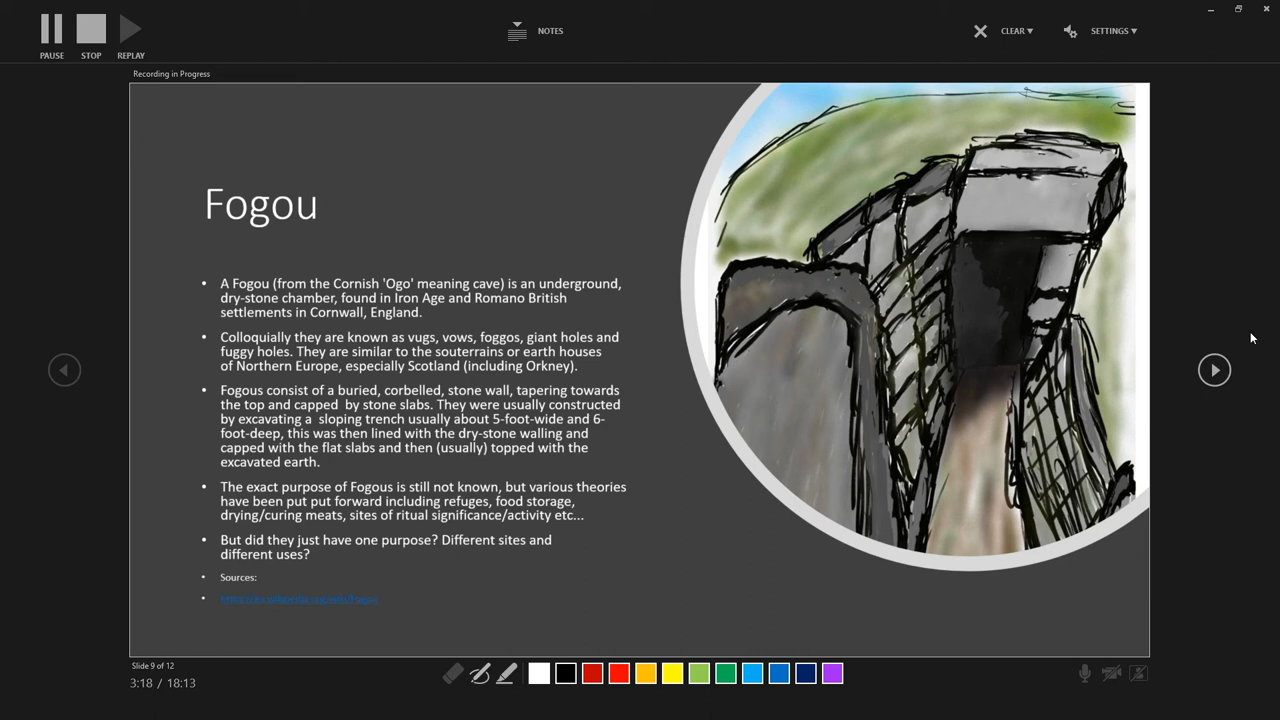 PAUSE STOP REPLAY
NOTES
CLEAR
SETTINGS
Recording in Progress
Fogou
• A Fogou (from the Cornish 'Ogo' meaning cave) is an underground,
dry-stone chamber, found in Iron Age and Romano British
settlements in Cornwall, England.
• Colloquially they are known as vugs, vows, foggos, giant holes and
fuggy holes. They are similar to the souterrains or earth houses
of Northern Europe, especially Scotland (including Orkney).
• Fogous consist of a buried, corbelled, stone wall, tapering towards
the top and capped by stone slabs. They were usually constructed
by excavating a sloping trench usually about 5-foot-wide and 6-
foot-deep, this was then lined with the dry-stone walling and
capped with the flat slabs and then (usually) topped with the
excavated earth.
• The exact purpose of Fogous is still not known, but various theories
have been put put forward including refuges, food storage,
drying/curing meats, sites of ritual significance/activity etc...
• But did they just have one purpose? Different sites and
different uses?
• Sources:
Slide 9 of 12
3:18 / 18:13